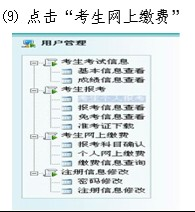 (9) 点击“考生网上缴费”
用户管理
考生考试信息
基本信息查看
成绩信息查看
考生报考
报考信息查看
免考信息查看
准考证下载
考生网上缴费
报考科目确认
个人网上缴费
缴费信息查询
注册信息修改
密码修改
注册信息修改